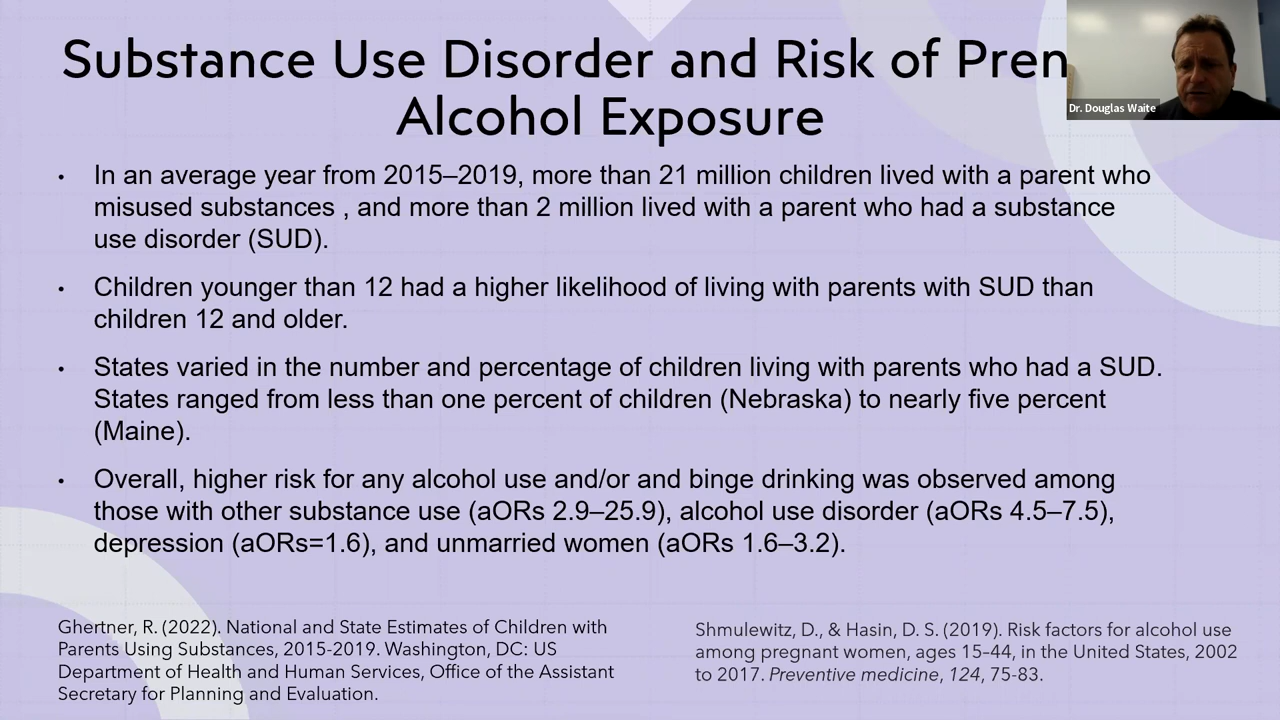 Substance Use Disorder and Risk of Pren
Alcohol Exposure
Dr. Douglas Waite
• In an average year from 2015–2019, more than 21 million children lived with a parent who
misused substances , and more than 2 million lived with a parent who had a substance
use disorder (SUD).
• Children younger than 12 had a higher likelihood of living with parents with SUD than
children 12 and older.
• States varied in the number and percentage of children living with parents who had a SUD.
States ranged from less than one percent of children (Nebraska) to nearly five percent
(Maine).
• Overall, higher risk for any alcohol use and/or and binge drinking was observed among
those with other substance use (aORs 2.9–25.9), alcohol use disorder (aORs 4.5–7.5),
depression (aORs=1.6), and unmarried women (aORs 1.6–3.2).
Ghertner, R. (2022). National and State Estimates of Children with
Parents Using Substances, 2015-2019. Washington, DC: US
Department of Health and Human Services, Office of the Assistant
Secretary for Planning and Evaluation.
Shmulewitz, D., & Hasin, D. S. (2019). Risk factors for alcohol use
among pregnant women, ages 15–44, in the United States, 2002
to 2017. Preventive medicine, 124, 75-83.